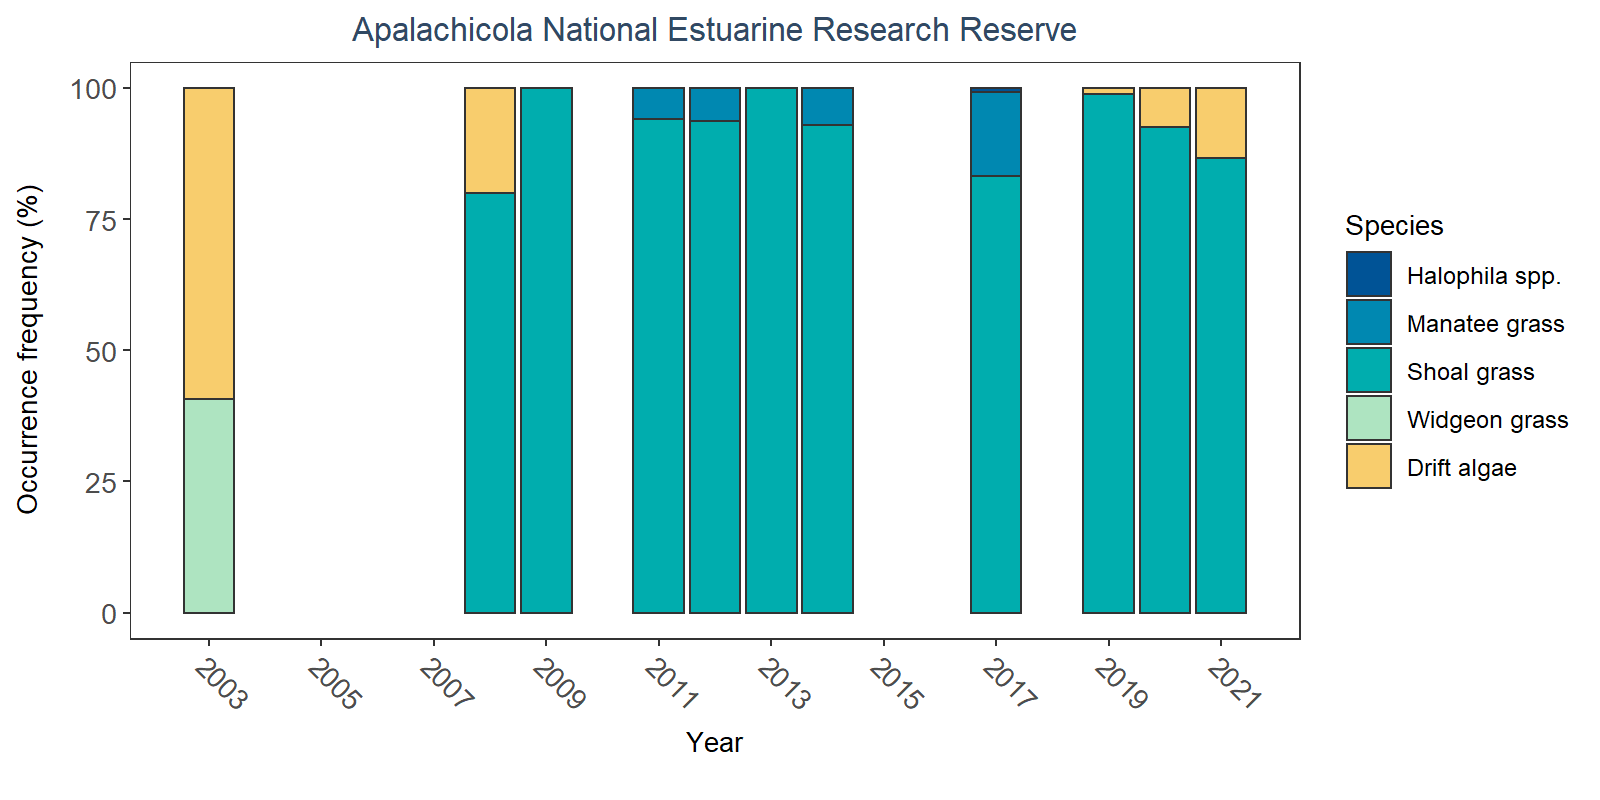 Apalachicola National Estuarine Research Reserve
Occurrence frequency (%)
100
75
50
25
0
2003
2005
2007
2009
2011
2013
2015
2017
2019
2021
Year
Species
Halophila spp.
Manatee grass
Shoal grass
Widgeon grass
Drift algae